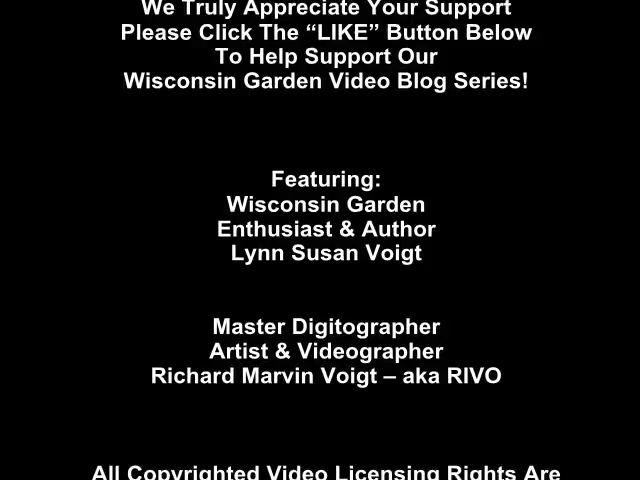 We Truly Appreciate Your Support
Please Click The “LIKE” Button Below
To Help Support Our
Wisconsin Garden Video Blog Series!
Featuring:
Wisconsin Garden
Enthusiast & Author
Lynn Susan Voigt
Master Digitographer
Artist & Videographer
Richard Marvin Voigt – aka RIVO
All Copyrighted Video Licensing Rights Are